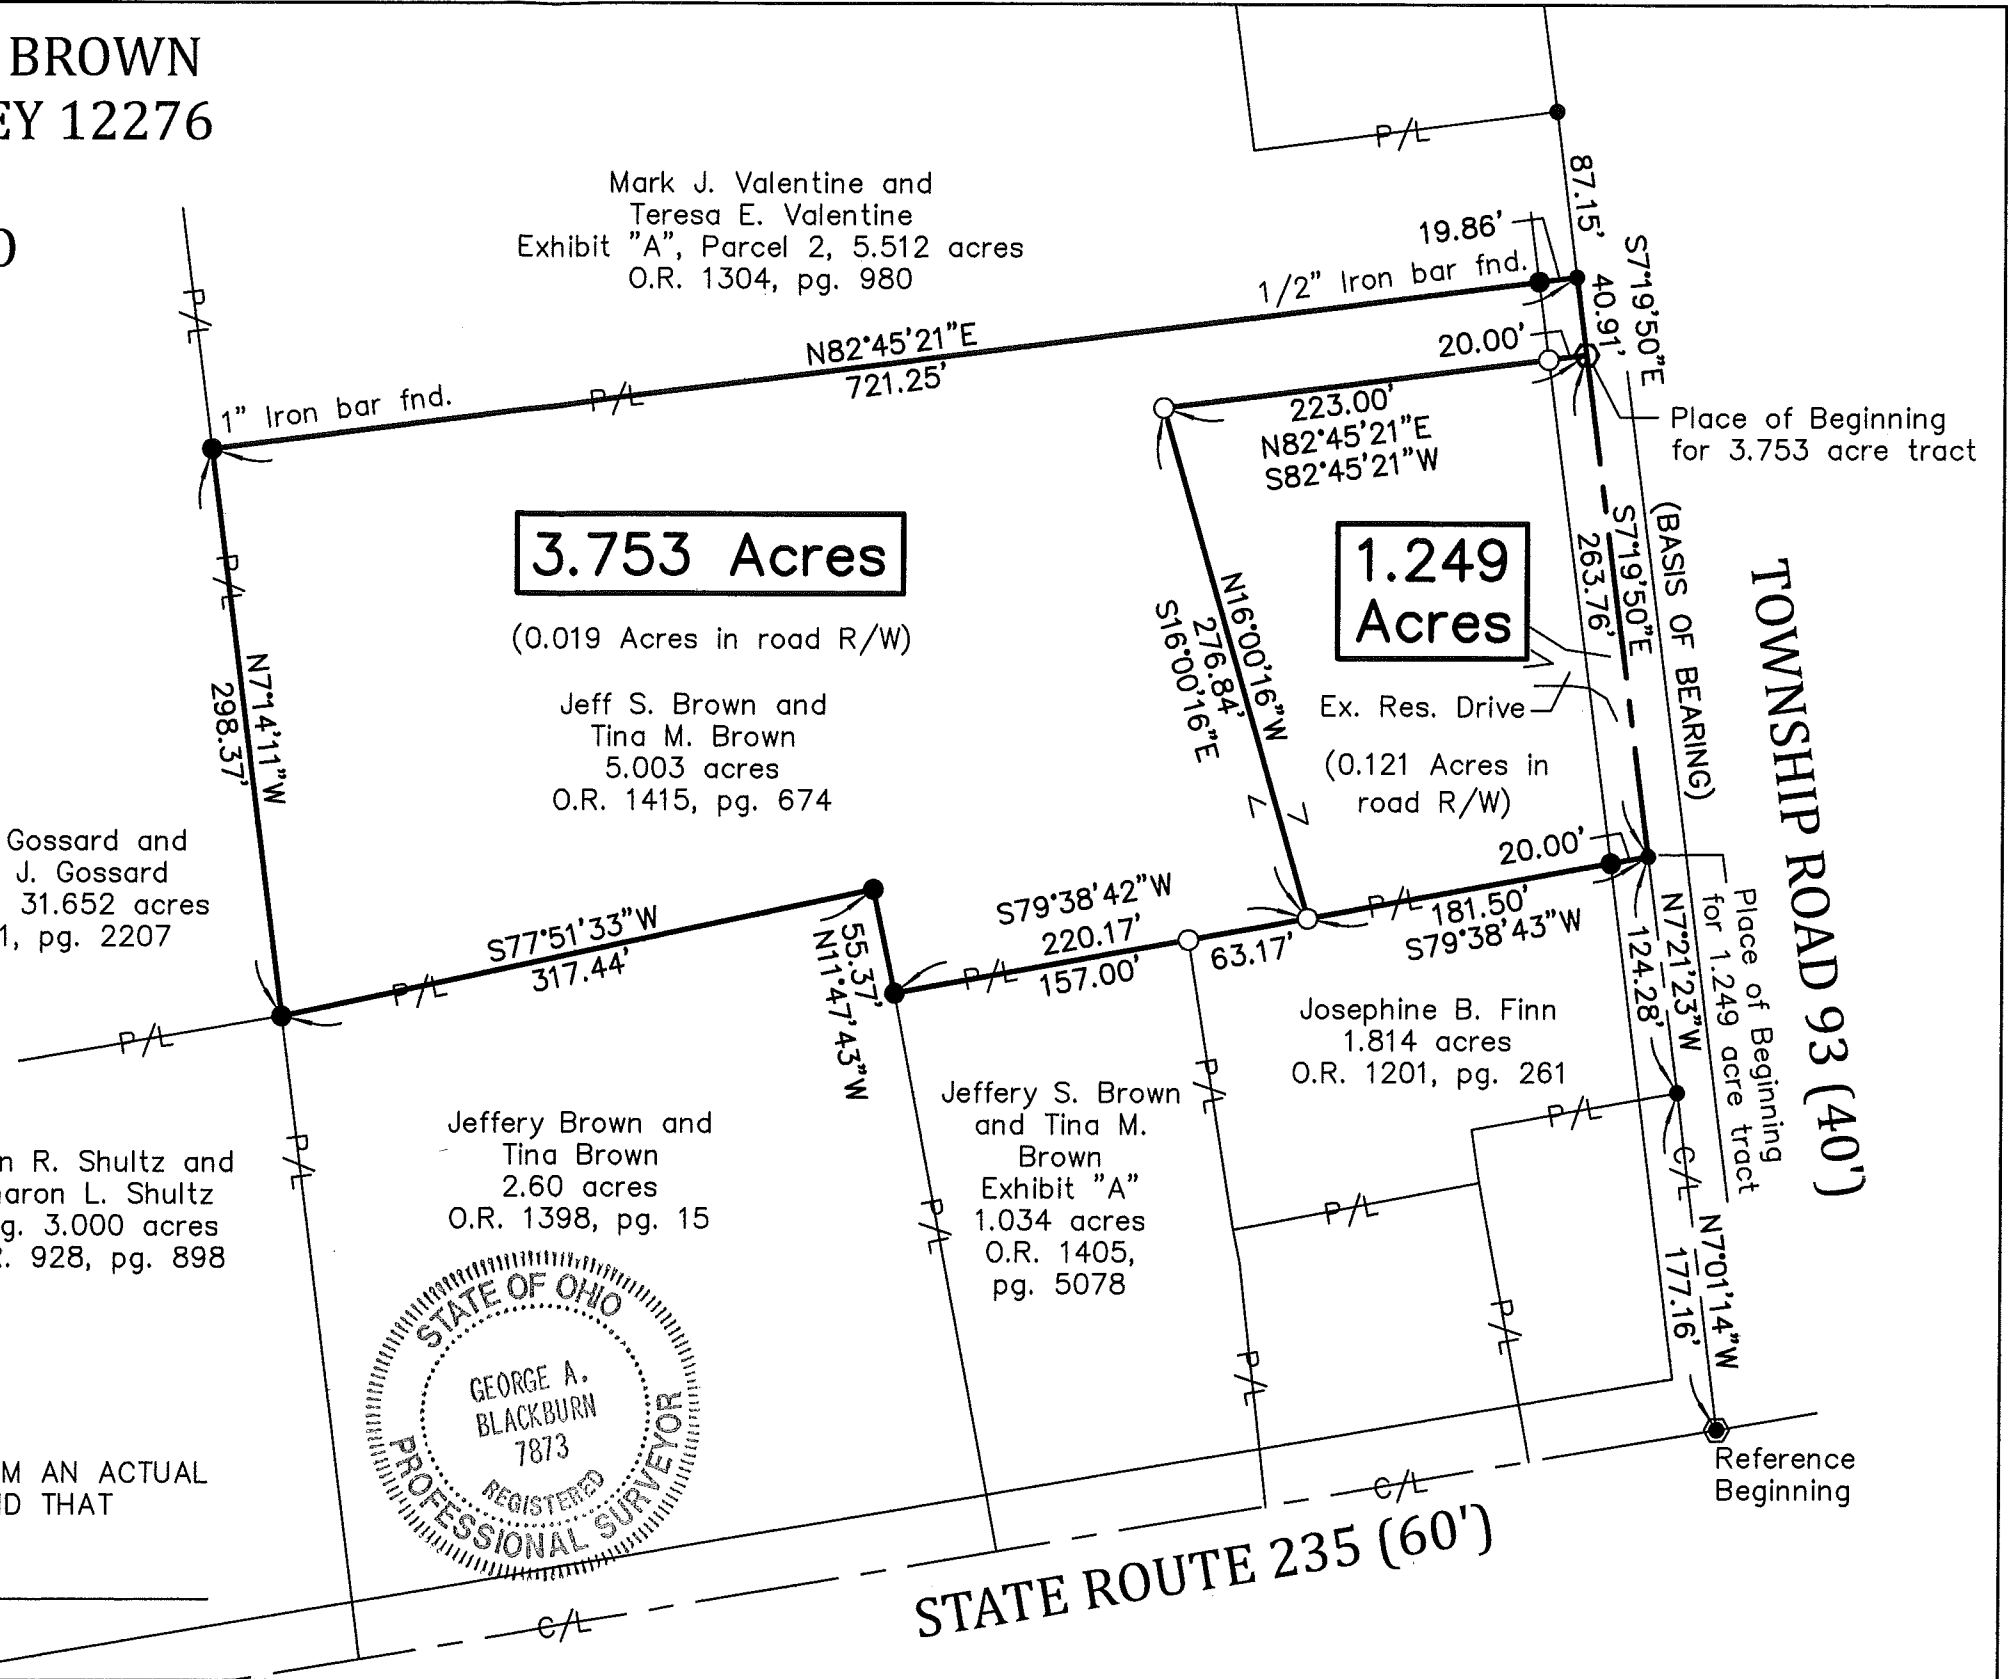 BROWN
EY 12276
P/L
87.15'
Mark J. Valentine and
Teresa E. Valentine
Exhibit "A", Parcel 2, 5.512 acres
O.R. 1304, pg. 980
19.86'
S7°19'50"E
40.91'
1/2" Iron bar fnd.
P/L
20.00'
N82°45'21"E
721.25'
P/L
1" Iron bar fnd.
223.00'
N82°45'21"E
S82°45'21"W
Place of Beginning
for 3.753 acre tract
3.753 Acres
(0.019 Acres in road R/W)
Jeff S. Brown and
Tina M. Brown
5.003 acres
O.R. 1415, pg. 674
P/L
N7°14'11"W
298.37'
N16°00'16"W
276.84'
S16°00'16"E
1.249
Acres
Ex. Res. Drive
(0.121 Acres in
road R/W)
S7°19'50"E
263.76'
(BASIS OF BEARING)
TOWNSHIP ROAD 93 (40')
Gossard and
J. Gossard
31.652 acres
1, pg. 2207
S77°51'33"W
317.44'
P/L
55.37'
N11°47'43"W
S79°38'42"W
220.17'
P/L
157.00'
63.17'
20.00'
P/L
181.50'
S79°38'43"W
N7°21'23"W
124.28'
Place of Beginning
for 1.249 acre tract
P/L
Josephine B. Finn
1.814 acres
O.R. 1201, pg. 261
P/L
P/L
Jeffery Brown and
Tina Brown
2.60 acres
O.R. 1398, pg. 15
Jeffery S. Brown
and Tina M.
Brown
Exhibit "A"
1.034 acres
O.R. 1405,
pg. 5078
P/L
n R. Shultz and
aron L. Shultz
g. 3.000 acres
. 928, pg. 898
P/L
P/L
C/L
N7°01'14"W
177.16'
P/L
P/L
STATE OF OHIO
GEORGE A.
BLACKBURN
7873
REGISTERED
PROFESSIONAL SURVEYOR
M AN ACTUAL
D THAT
Reference
Beginning
C/L
C/L
STATE ROUTE 235 (60')